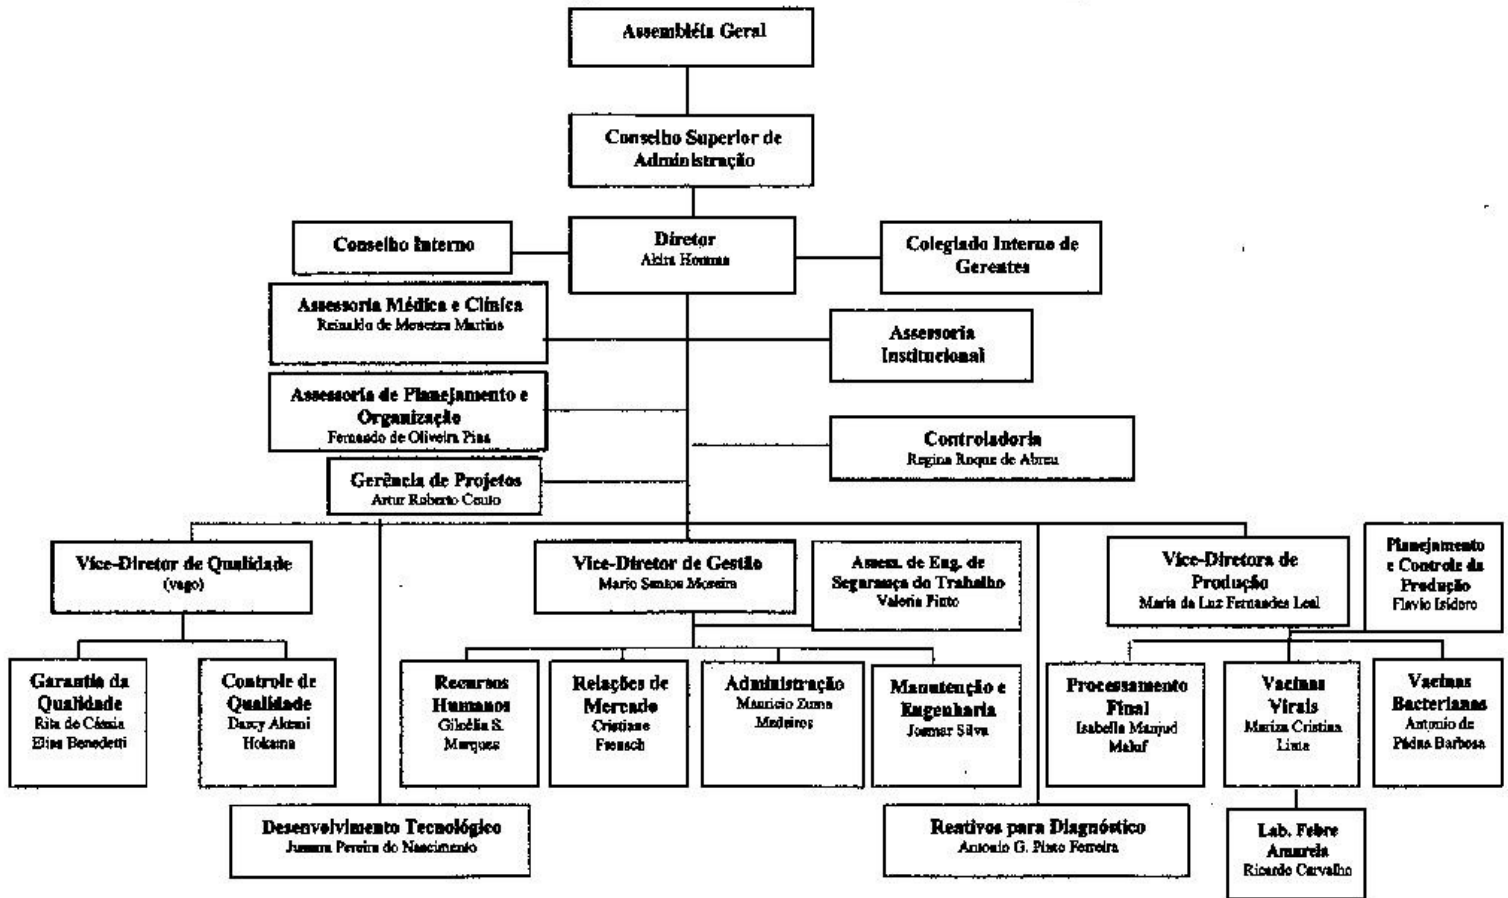 Assembléia Geral
Conselho Superior de
Administração
Diretor
Akira Homma
Conselho Interno
Colegiado Interno de
Gerentes
Assessoria Médica e Clínica
Reinaldo de Menezes Martins
Assessoria
Institucional
Assessoria de Planejamento e
Organização
Fernando de Oliveira Pina
Controladoria
Regina Roque de Abreu
Gerência de Projetos
Artur Roberto Couto
Vice-Diretor de Qualidade
(vago)
Vice-Diretor de Gestão
Mario Santos Moreira
Assess. de Eng. de
Segurança do Trabalho
Valeria Pinto
Vice-Diretora de
Produção
Maria da Luz Fernandes Leal
Planejamento
e Controle da
Produção
Flavio Isidoro
Garantia da
Qualidade
Rita de Cássia
Elisa Benedetti
Controle de
Qualidade
Darcy Akemi
Hokama
Recursos
Humanos
Gilcélia S.
Marques
Relações de
Mercado
Cristiane
Frensch
Administração
Mauricio Zuma
Medeiros
Manutenção e
Engenharia
Josmar Silva
Processamento
Final
Isabella Manjud
Maluf
Vacinas
Virais
Mariza Cristina
Lima
Vacinas
Bacterianas
Antonio de
Pádua Barbosa
Desenvolvimento Tecnológico
Jussara Pereira do Nascimento
Reativos para Diagnóstico
Antonio G. Pinto Ferreira
Lab. Febre
Amarela
Ricardo Carvalho